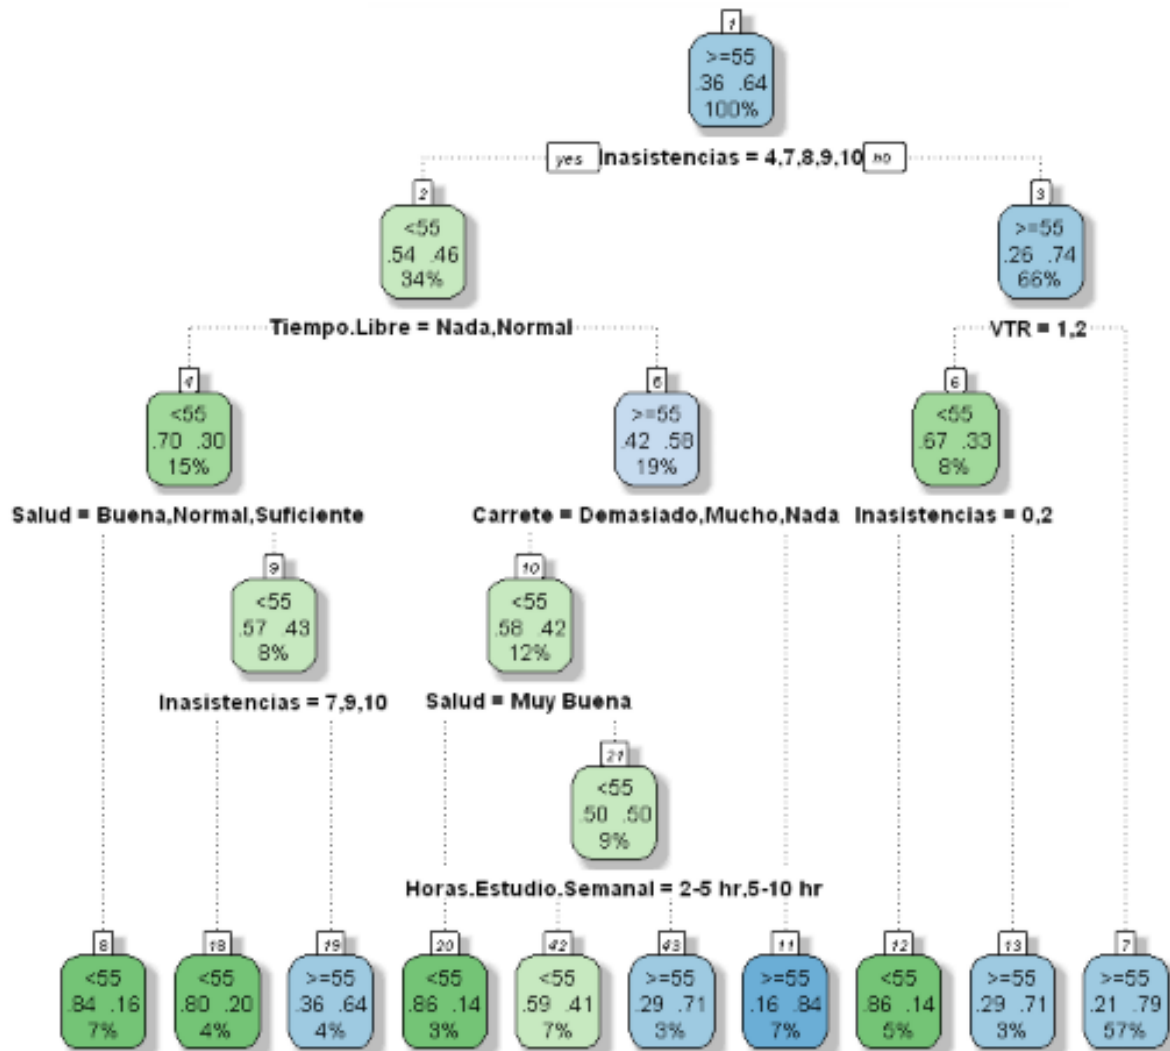 1
>=55
.36 .64
100%
yes Inasistencias = 4,7,8,9,10 no
2 3
<55 >=55
.54 .46 .26 .74
34% 66%
Tiempo.Libre = Nada,Normal VTR = 1,2
4 5 6
<55 >=55 <55
.70 .30 .42 .58 .67 .33
15% 19% 8%
Salud = Buena,Normal,Suficiente Carrete = Demasiado,Mucho,Nada Inasistencias = 0,2
9 10
<55 <55
.57 .43 .58 .42
8% 12%
Inasistencias = 7,9,10 Salud = Muy Buena
21
<55
.50 .50
9%
Horas.Estudio.Semanal = 2-5 hr,5-10 hr
8 18 19 20 42 43 11 12 13 7
<55 <55 >=55 <55 <55 >=55 >=55 <55 >=55 >=55
.84 .16 .80 .20 .36 .64 .86 .14 .59 .41 .29 .71 .16 .84 .86 .14 .29 .71 .21 .79
7% 4% 4% 3% 7% 3% 7% 5% 3% 57%